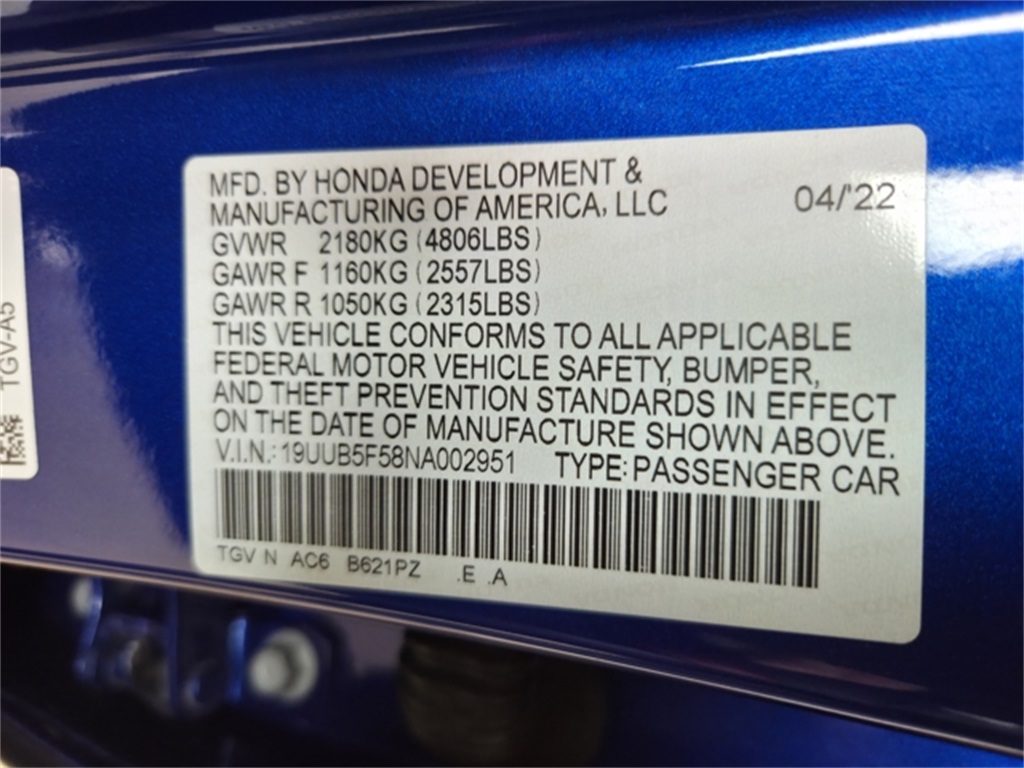 MFD. BY HONDA DEVELOPMENT &
MANUFACTURING OF AMERICA, LLC
04/'22
GVWR 2180KG (4806LBS)
GAWR F 1160KG (2557LBS)
GAWR R 1050KG (2315LBS)
THIS VEHICLE CONFORMS TO ALL APPLICABLE
FEDERAL MOTOR VEHICLE SAFETY, BUMPER,
AND THEFT PREVENTION STANDARDS IN EFFECT
ON THE DATE OF MANUFACTURE SHOWN ABOVE.
V.I.N.: 19UUB5F58NA002951 TYPE: PASSENGER CAR
TGV N AC6 B621PZ .E .A
TGV-A5